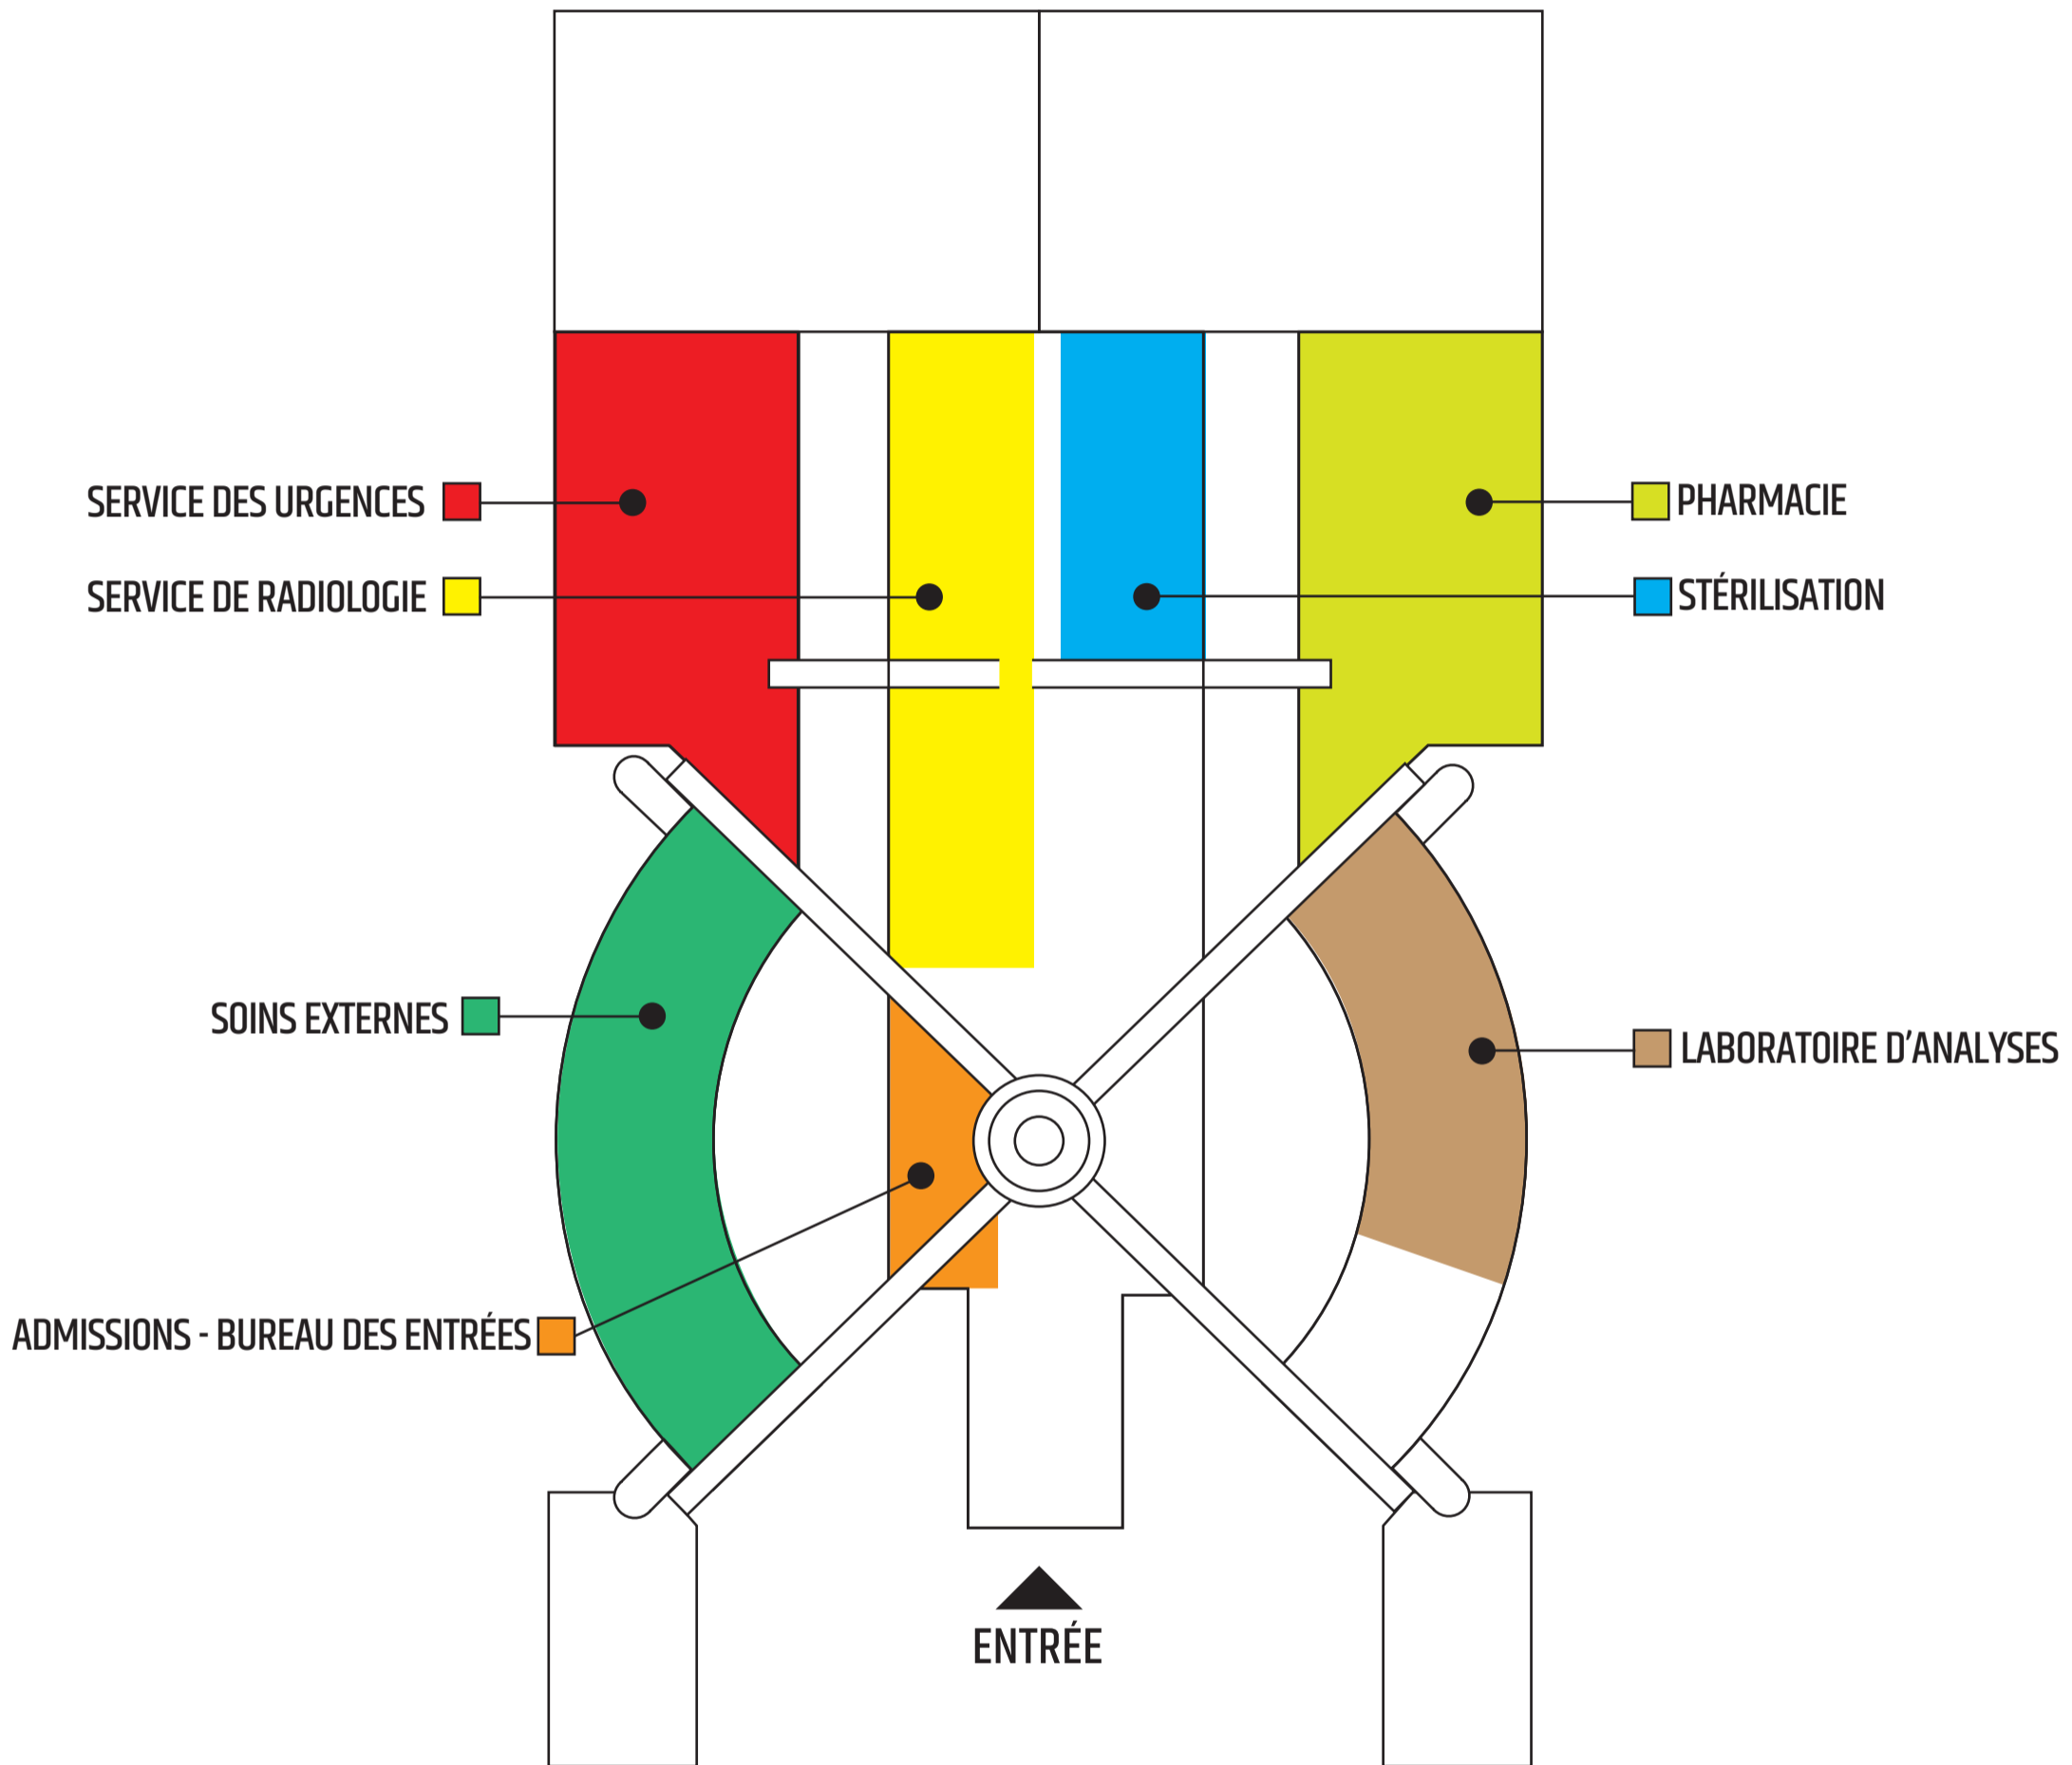 SERVICE DES URGENCES
PHARMACIE
SERVICE DE RADIOLOGIE
STÉRILISATION
SOINS EXTERNES
LABORATOIRE D'ANALYSES
ADMISSIONS - BUREAU DES ENTRÉES
ENTRÉE